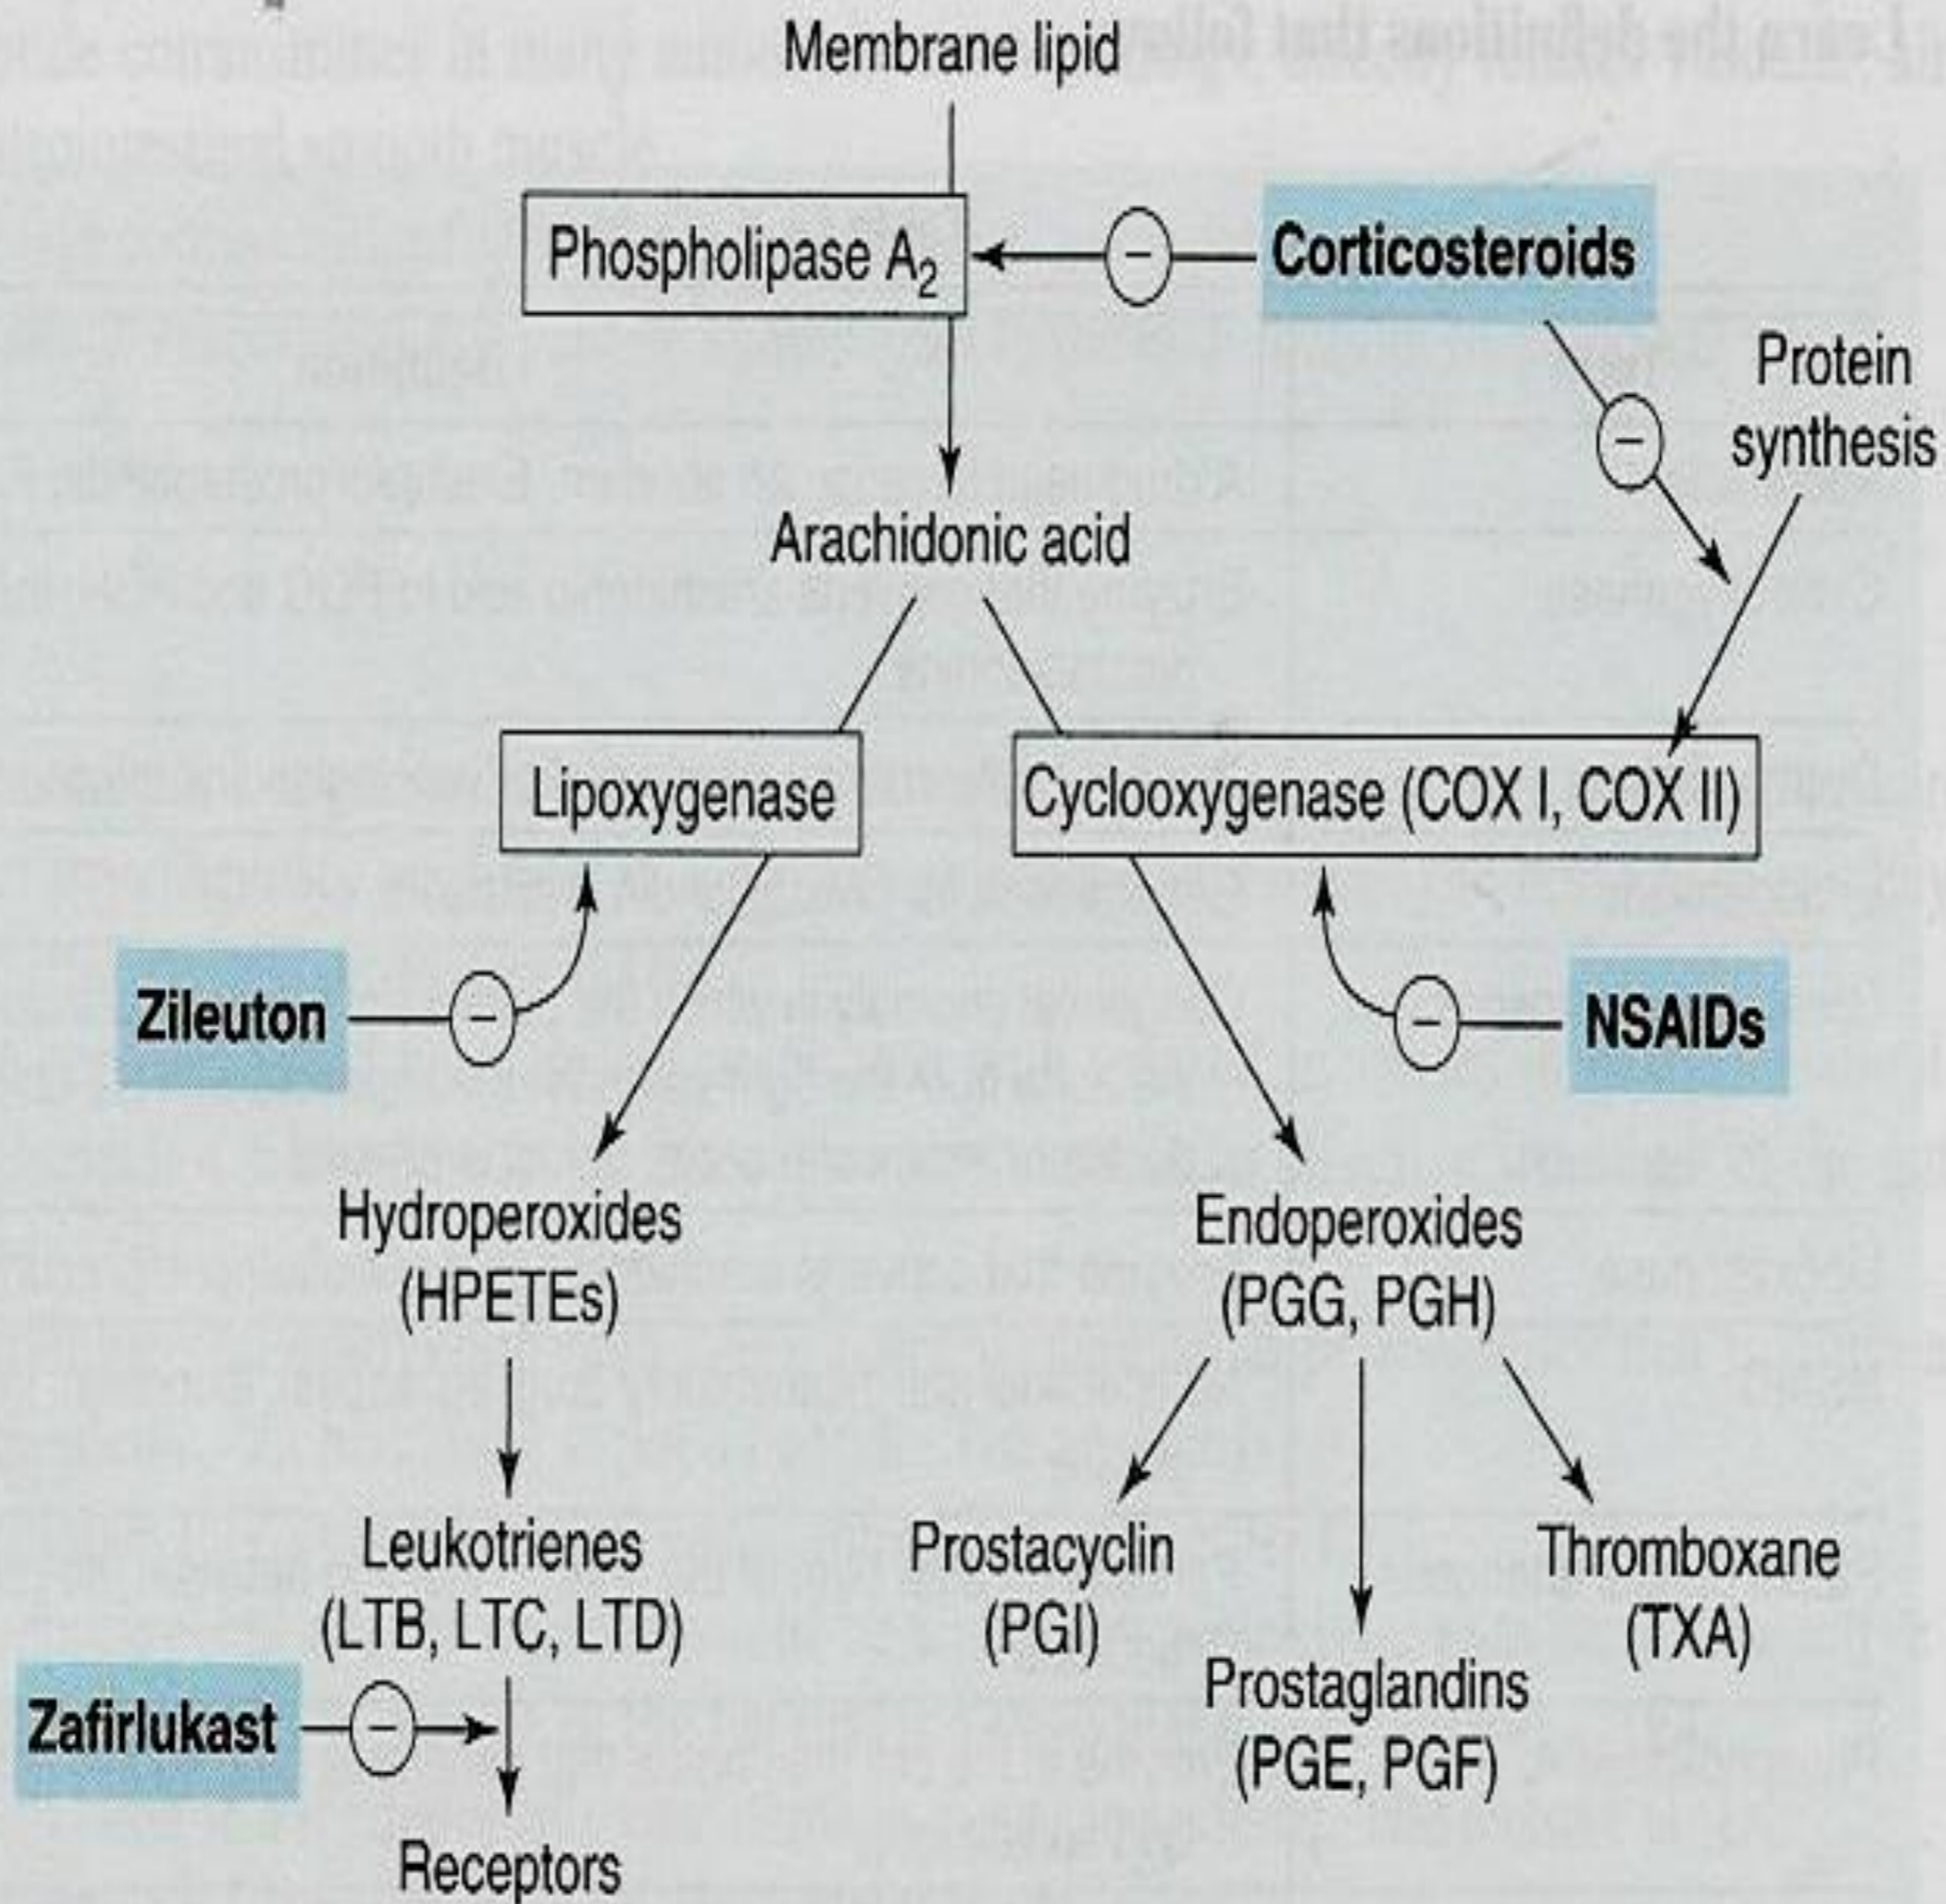 Membrane lipid
Phospholipase A2
Corticosteroids
Protein
synthesis
Arachidonic acid
Lipoxygenase
Cyclooxygenase (COX I, COX II)
Zileuton
NSAIDs
Hydroperoxides
(HPETEs)
Endoperoxides
(PGG, PGH)
Leukotrienes
(LTB, LTC, LTD)
Prostacyclin
(PGI)
Thromboxane
(TXA)
Prostaglandins
(PGE, PGF)
Zafirlukast
Receptors